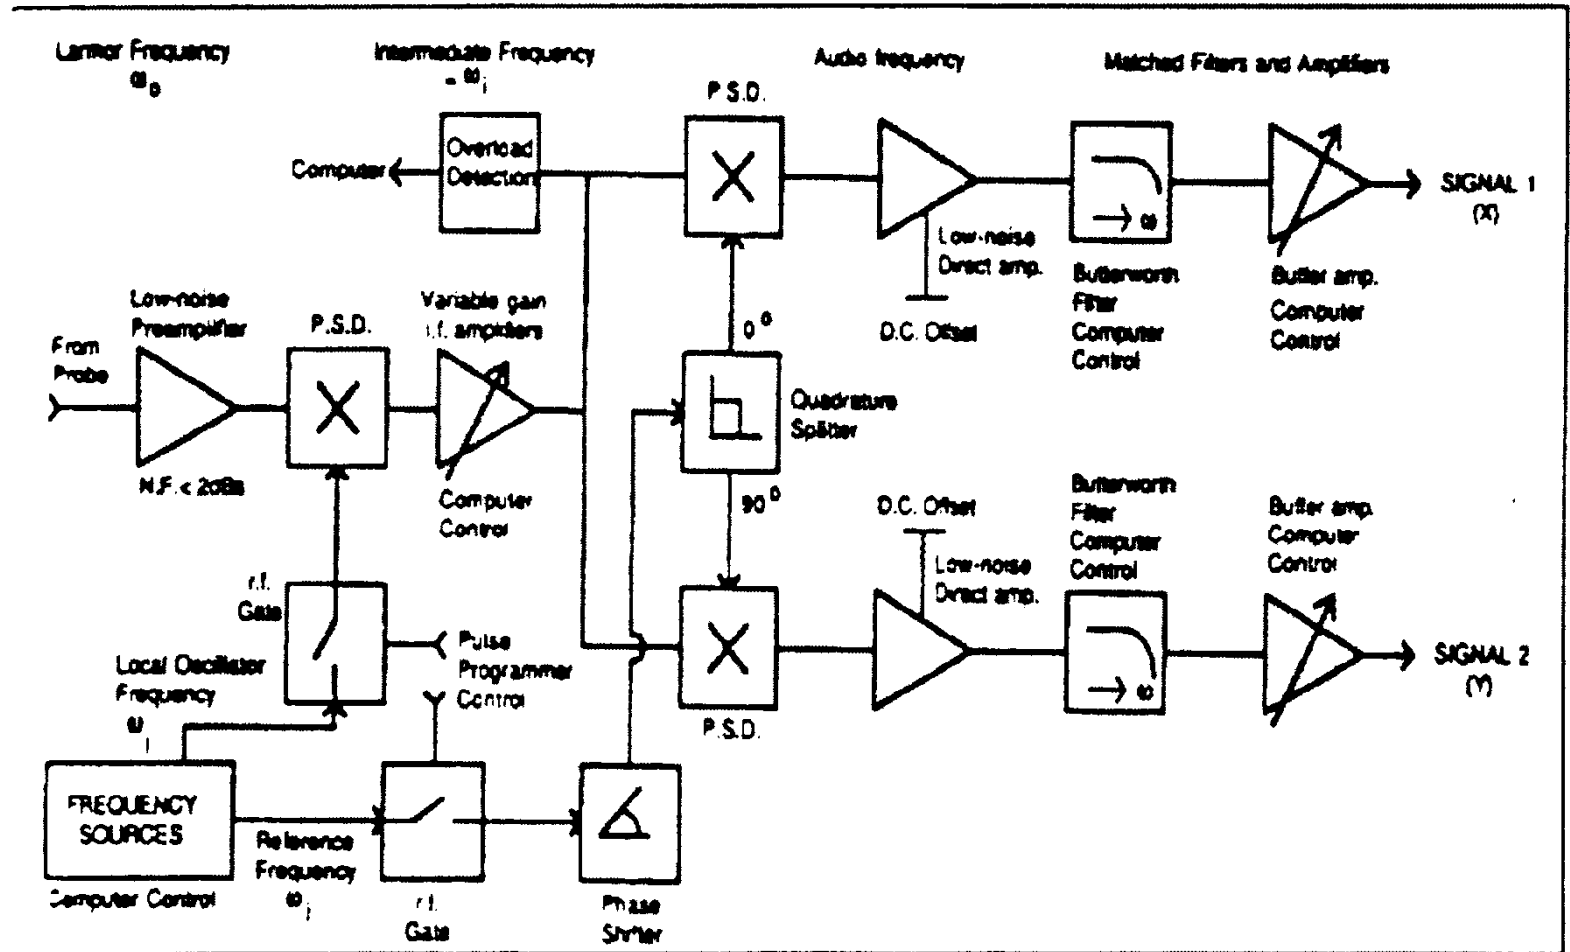 Larmor Frequency
ω₀
Intermediate Frequency
- ωᵢ
Audio frequency
Matched Filters and Amplifiers
P.S.D.
Overload
Detection
Computer
SIGNAL 1
(X)
Low-noise
Direct amp.
D.C. Offset
Butterworth
Filter
Computer
Control
Buffer amp.
Computer
Control
Low-noise
Preamplifier
P.S.D.
Variable gain
r.f. amplifiers
From
Probe
0°
Quadrature
Splitter
N.F. < 2dBs
Computer
Control
90°
D.C. Offset
Low-noise
Direct amp.
Butterworth
Filter
Computer
Control
Buffer amp.
Computer
Control
r.f.
Gate
Pulse
Programmer
Control
Local Oscillator
Frequency
P.S.D.
SIGNAL 2
(Y)
FREQUENCY
SOURCES
Reference
Frequency
ωᵢ
Computer Control
r.f.
Gate
Phase
Shifter